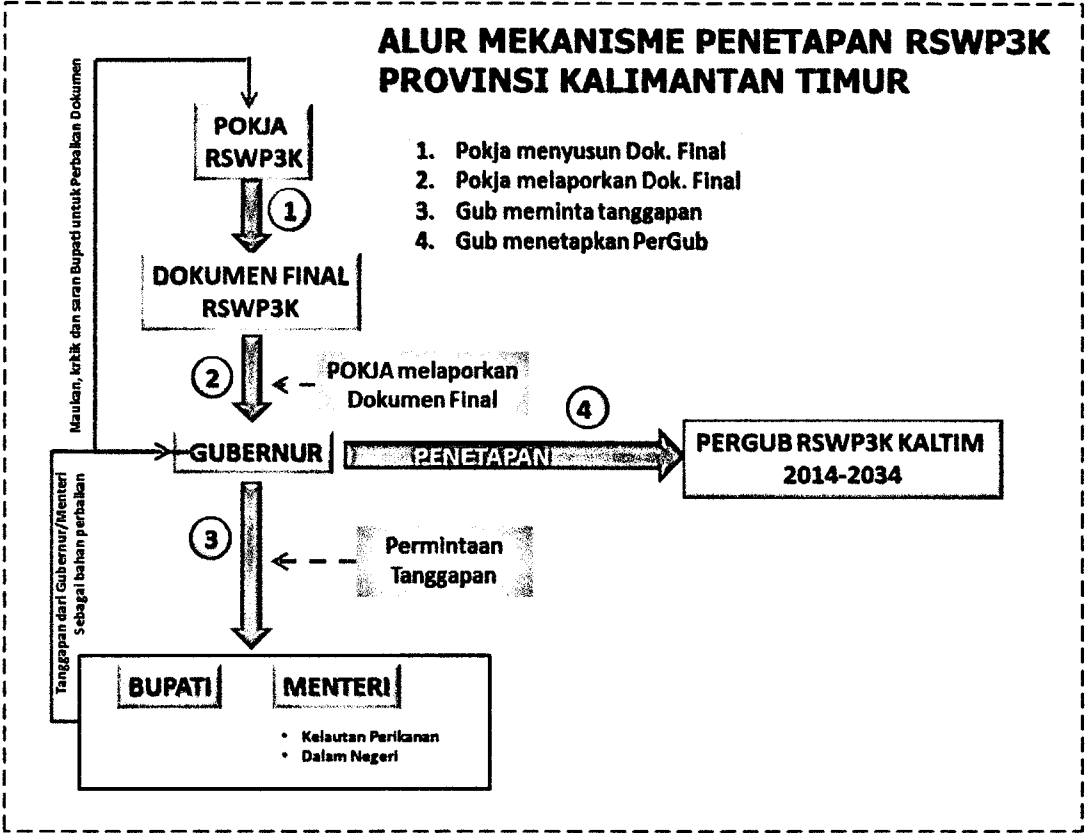 ALUR MEKANISME PENETAPAN RSWP3K
PROVINSI KALIMANTAN TIMUR
1. Pokja menyusun Dok. Final
2. Pokja melaporkan Dok. Final
3. Gub meminta tanggapan
4. Gub menetapkan PerGub
POKJA
RSWP3K
1
DOKUMEN FINAL
RSWP3K
2
POKJA melaporkan
Dokumen Final
GUBERNUR
PENETAPAN
4
PERGUB RSWP3K KALTIM
2014-2034
3
Permintaan
Tanggapan
BUPATI
MENTERI
• Kelautan Perikanan
• Dalam Negeri
Maukan, kritik dan saran Bupati untuk Perbaikan Dokumen
Tanggapan dari Gubernur/Menteri
Sebagai bahan perbaikan